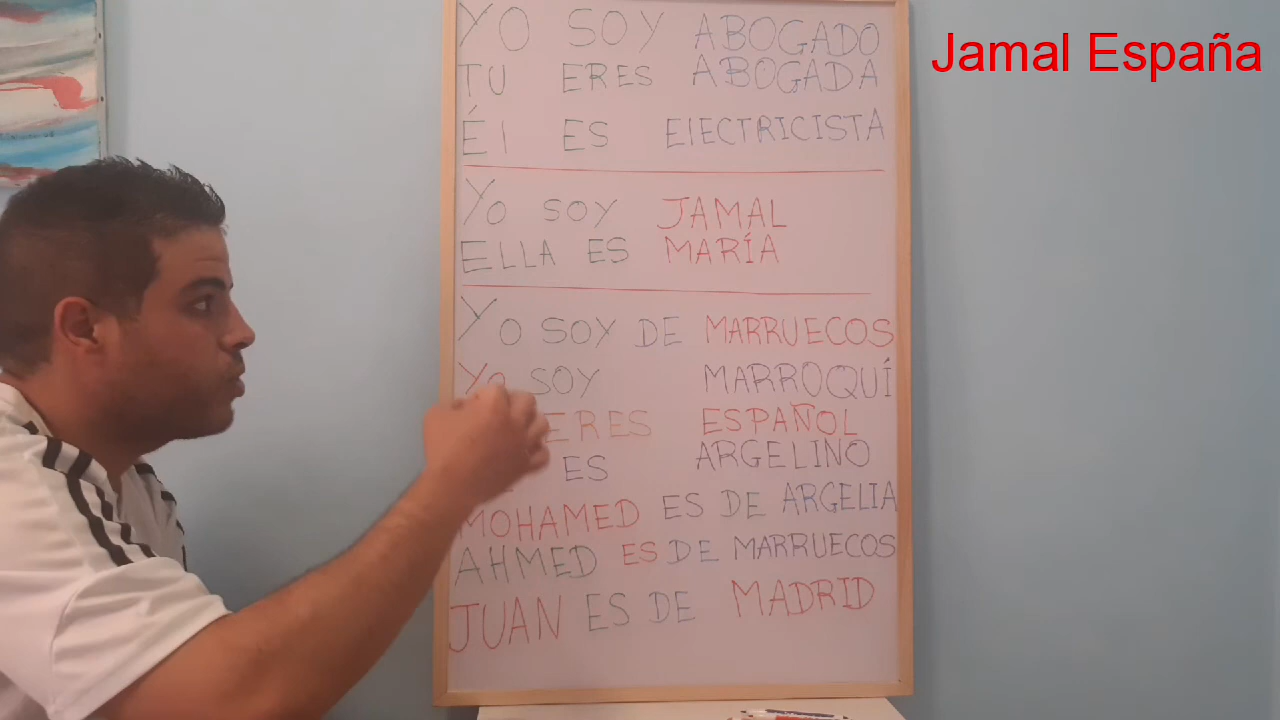 Jamal España
YO SOY ABOGADO
TU ERES ABOGADA
Él ES ElECTRICISTA
YO SOY JAMAL
ELLA ES MARÍA
YO SOY DE MARRUECOS
YO SOY MARROQUÍ
ERES ESPAÑOL
ES ARGELINO
MOHAMED ES DE ARGELIA
AHMED ES DE MARRUECOS
JUAN ES DE MADRID